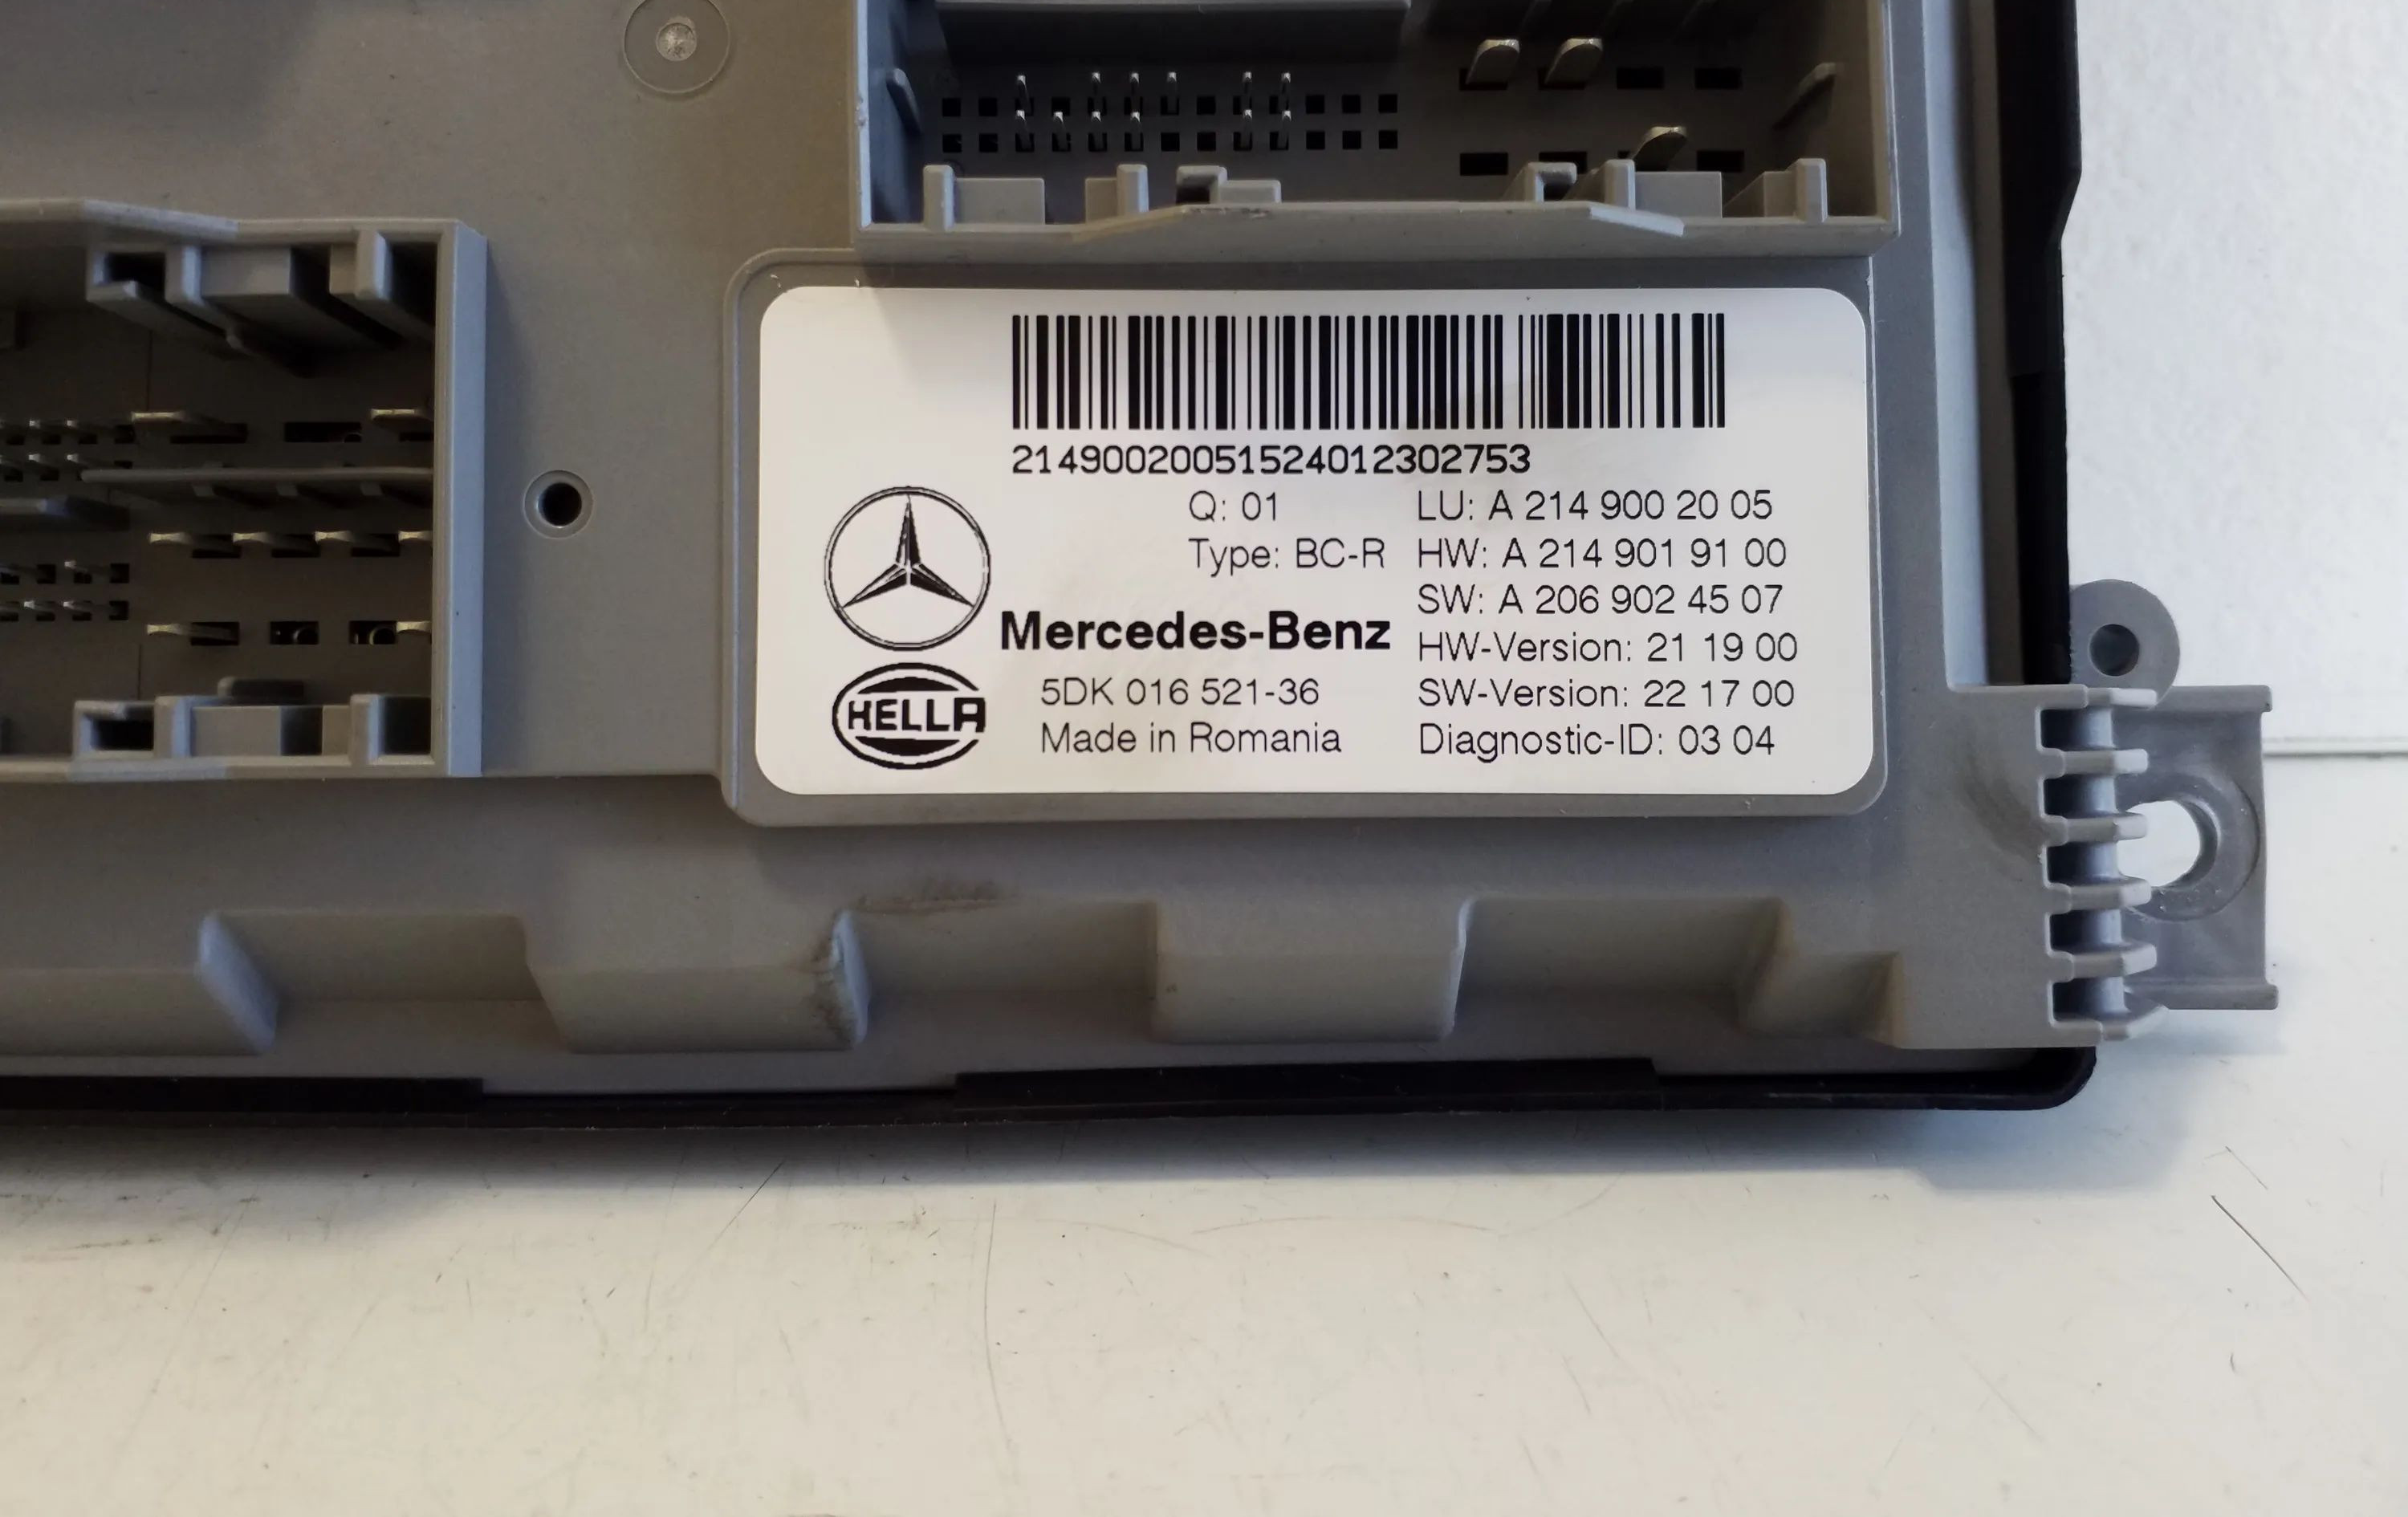 21490020051524012302753
Q: 01
Type: BC-R
Mercedes-Benz
HELLA
5DK 016 521-36
Made in Romania
LU: A 214 900 20 05
HW: A 214 901 91 00
SW: A 206 902 45 07
HW-Version: 21 19 00
SW-Version: 22 17 00
Diagnostic-ID: 03 04